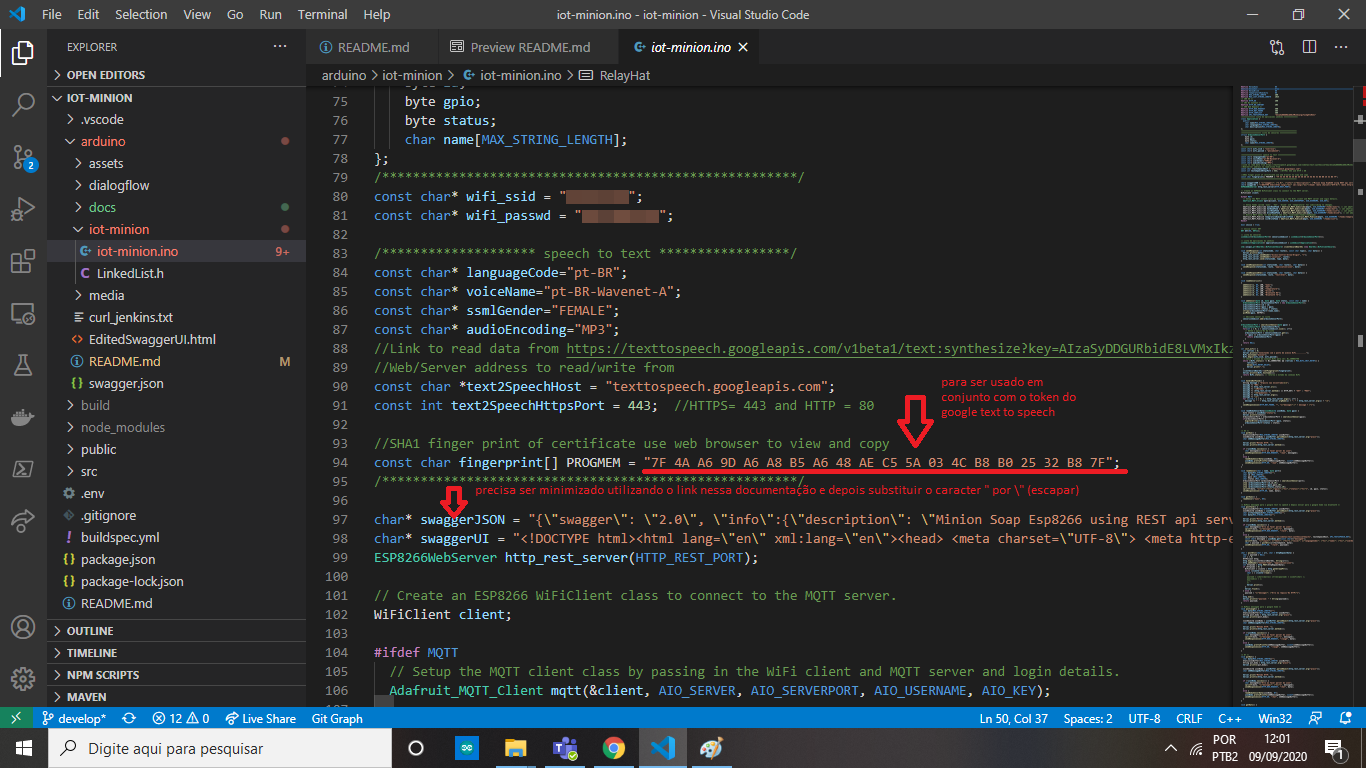 File Edit Selection View Go Run Terminal Help iot-minion.ino - iot-minion - Visual Studio Code
EXPLORER
README.md Preview README.md iot-minion.ino
OPEN EDITORS
arduino > iot-minion > iot-minion.ino > RelayHat
IOT-MINION
.vscode
arduino
assets
dialogflow
docs
iot-minion
iot-minion.ino 9+
LinkedList.h
media
curl_jenkins.txt
EditedSwaggerUI.html
README.md M
swagger.json
build
node_modules
public
src
.env
.gitignore
buildspec.yml
package.json
package-lock.json
README.md
OUTLINE
TIMELINE
NPM SCRIPTS
MAVEN
2
75 byte gpio;
76 byte status;
77 char name[MAX_STRING_LENGTH];
78 };
79 /******************************************************/
80 const char* wifi_ssid = "";
81 const char* wifi_passwd = "";
82
83 /******************** speech to text *****************/
84 const char* languageCode="pt-BR";
85 const char* voiceName="pt-BR-Wavenet-A";
86 const char* ssmlGender="FEMALE";
87 const char* audioEncoding="MP3";
88 //Link to read data from https://texttospeech.googleapis.com/v1beta1/text:synthesize?key=
89 //Web/Server address to read/write from
90 const char *text2SpeechHost = "texttospeech.googleapis.com";
91 const int text2SpeechHttpsPort = 443; //HTTPS= 443 and HTTP = 80
para ser usado em
conjunto com o token do
google text to speech
92
93 //SHA1 finger print of certificate use web browser to view and copy
94 const char fingerprint[] PROGMEM = "7F 4A A6 9D A6 A8 B5 A6 48 AE C5 5A 03 4C B8 B0 25 32 B8 7F";
95 /******************************************************/
96
precisa ser minimizado utilizando o link nessa documentação e depois substituir o caracter " por \" (escapar)
97 char* swaggerJSON = "{\"swagger\": \"2.0\", \"info\":{\"description\": \"Minion Soap Esp8266 using REST api serv
98 char* swaggerUI = "<!DOCTYPE html><html lang=\"en\" xml:lang=\"en\"><head> <meta charset=\"UTF-8\"> <meta http-e
99 ESP8266WebServer http_rest_server(HTTP_REST_PORT);
100
101 // Create an ESP8266 WiFiClient class to connect to the MQTT server.
102 WiFiClient client;
103
104 #ifdef MQTT
105 // Setup the MQTT client class by passing in the WiFi client and MQTT server and login details.
106 Adafruit_MQTT_Client mqtt(&client, AIO_SERVER, AIO_SERVERPORT, AIO_USERNAME, AIO_KEY);
develop* 12 0 Live Share Git Graph Ln 50, Col 37 Spaces: 2 UTF-8 CRLF C++ Win32
Digite aqui para pesquisar
POR
PTB2
12:01
09/09/2020
1